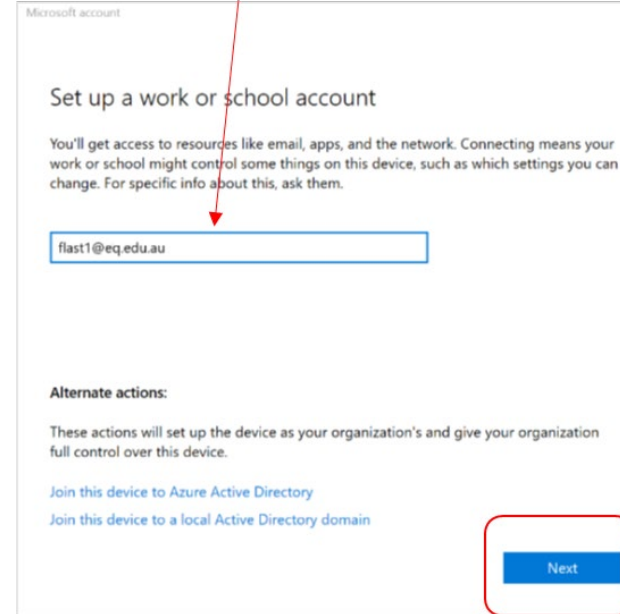 Microsoft account
Set up a work or school account
You'll get access to resources like email, apps, and the network. Connecting means your
work or school might control some things on this device, such as which settings you can
change. For specific info about this, ask them.
flast1@eq.edu.au
Alternate actions:
These actions will set up the device as your organization's and give your organization
full control over this device.
Join this device to Azure Active Directory
Join this device to a local Active Directory domain
Next